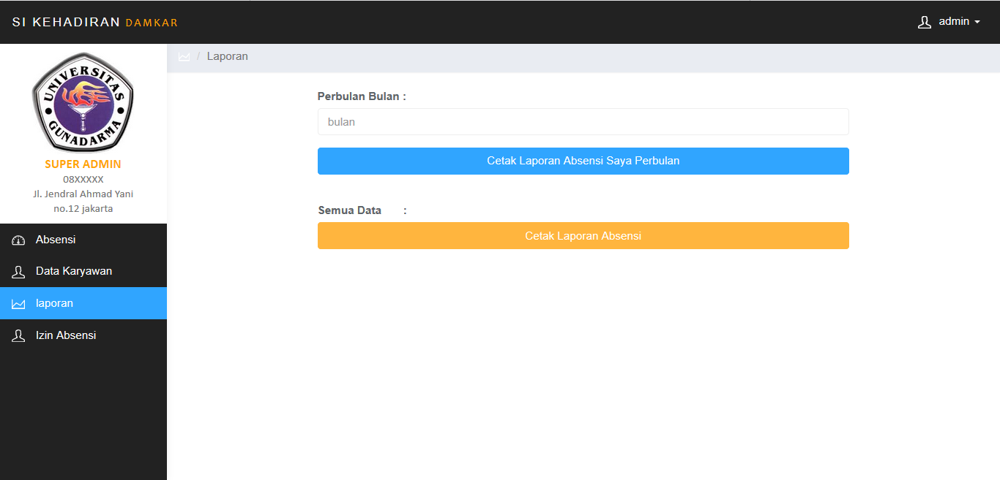 SI KEHADIRAN DAMKAR
admin
UNIVERSITAS
GUNADARMA
SUPER ADMIN
08XXXXX
Jl. Jendral Ahmad Yani
no.12 jakarta
Absensi
Data Karyawan
laporan
Izin Absensi
/ Laporan
Perbulan Bulan :
bulan
Cetak Laporan Absensi Saya Perbulan
Semua Data :
Cetak Laporan Absensi